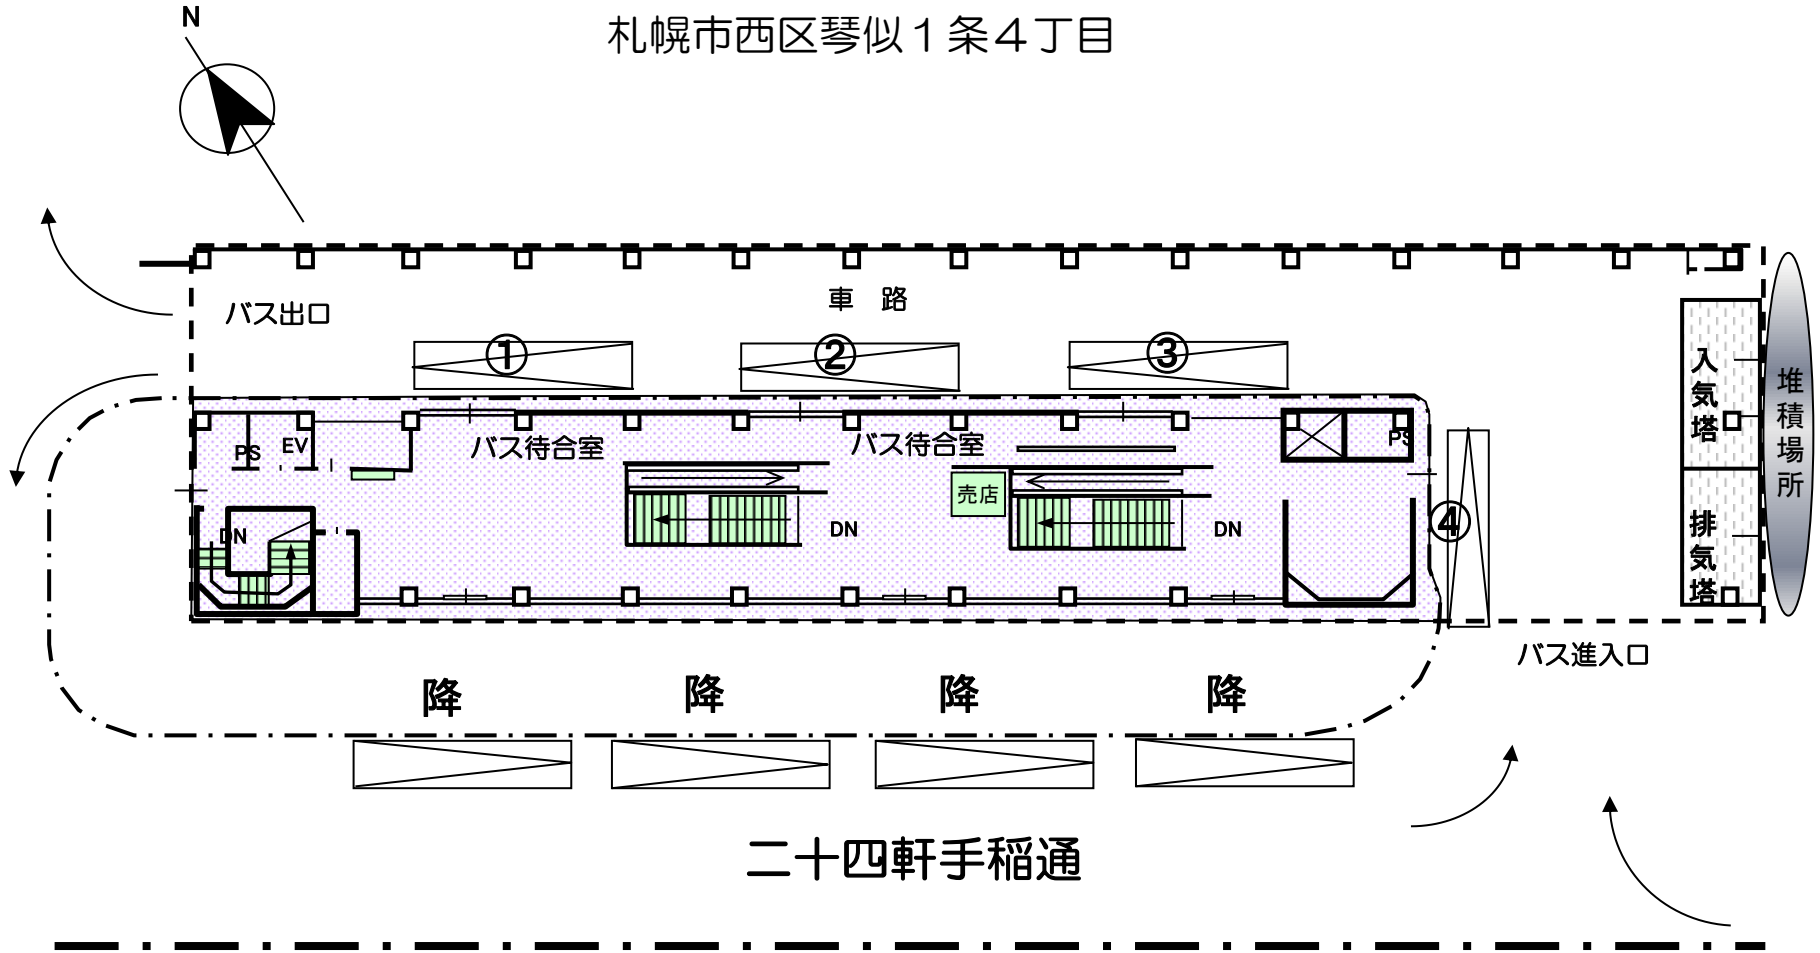 N
札幌市西区琴似1条4丁目
バス出口
車 路
①
②
③
PS
EV
バス待合室
バス待合室
PS
売店
DN
DN
DN
④
入気塔
排気塔
堆積場所
バス進入口
降
降
降
降
二十四軒手稲通